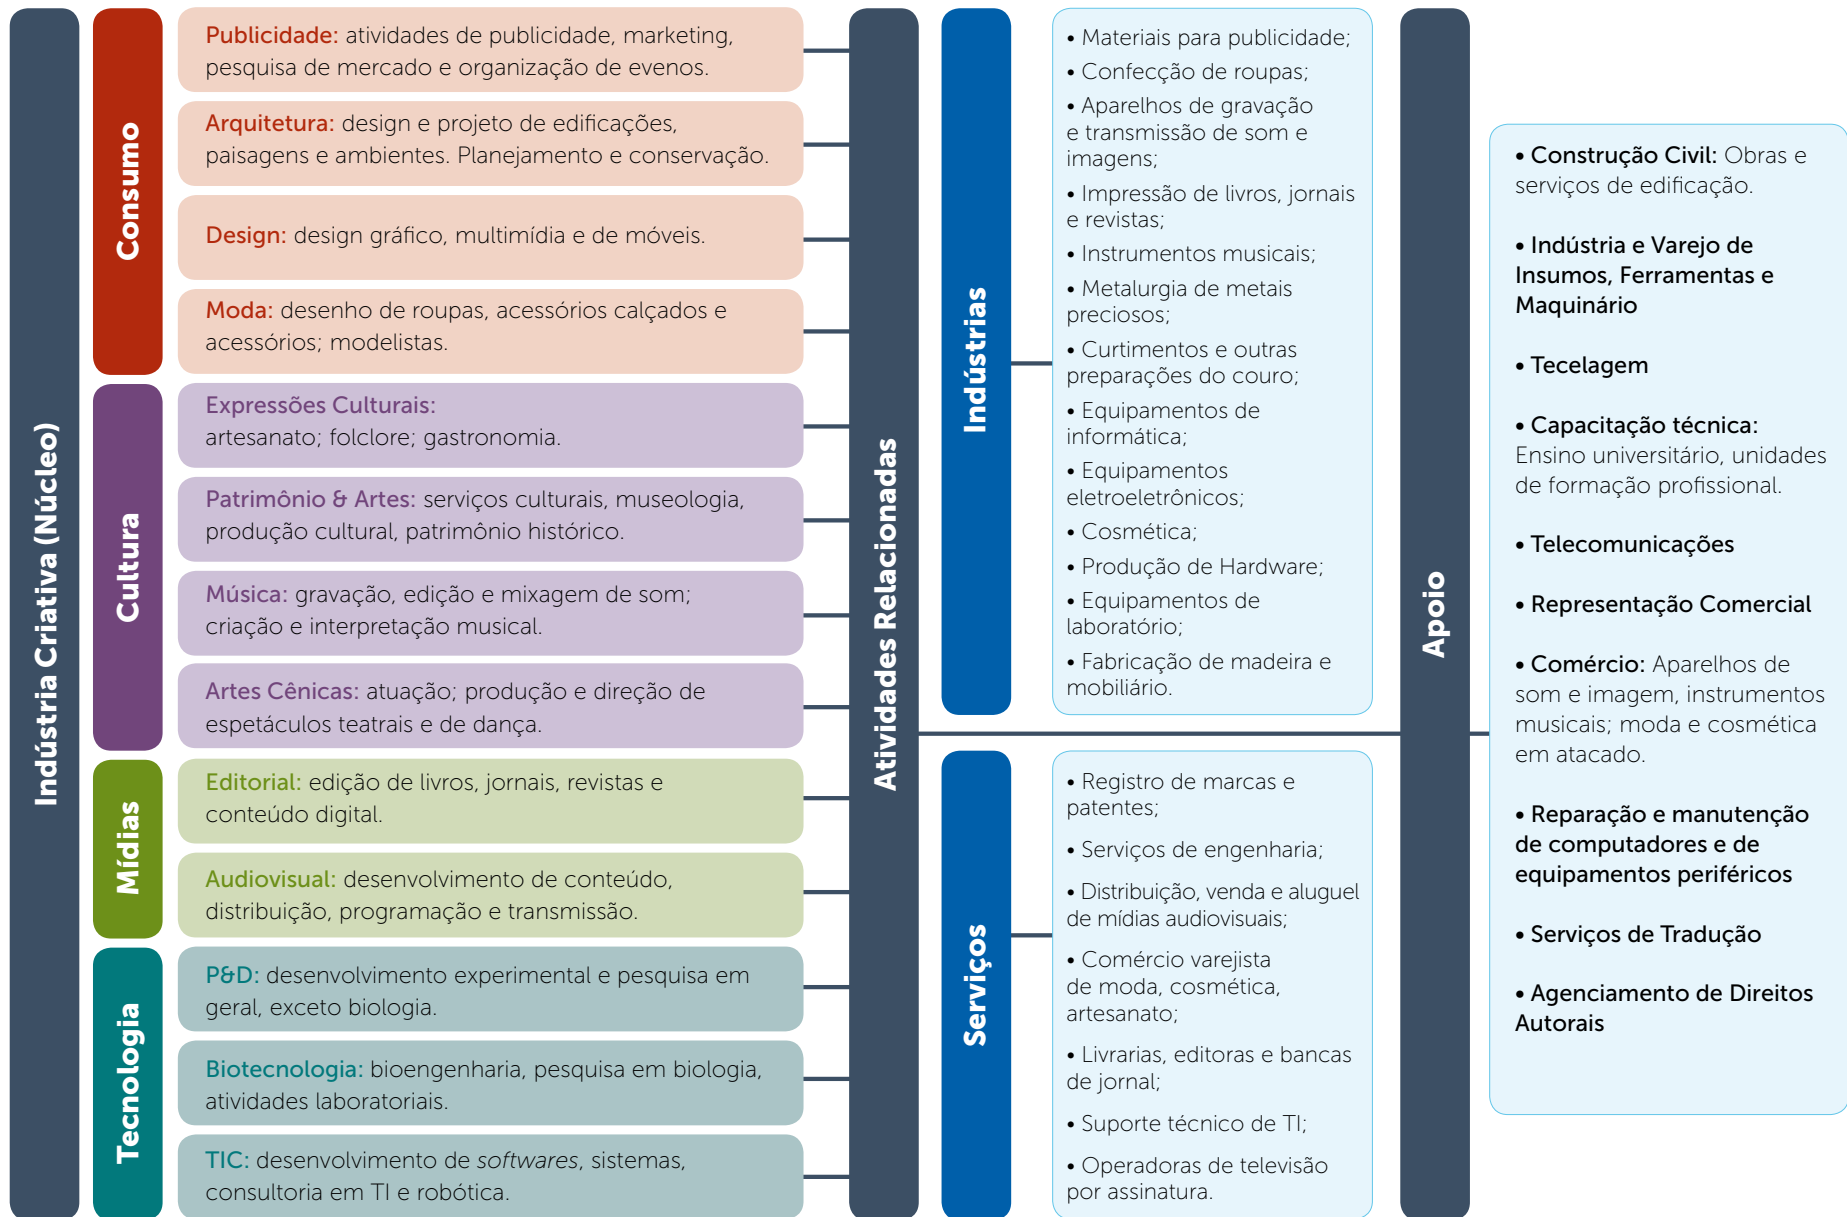 Indústria Criativa (Núcleo)
Consumo
Publicidade: atividades de publicidade, marketing,
pesquisa de mercado e organização de evenos.
Arquitetura: design e projeto de edificações,
paisagens e ambientes. Planejamento e conservação.
Design: design gráfico, multimídia e de móveis.
Moda: desenho de roupas, acessórios calçados e
acessórios; modelistas.
Cultura
Expressões Culturais:
artesanato; folclore; gastronomia.
Patrimônio & Artes: serviços culturais, museologia,
produção cultural, patrimônio histórico.
Música: gravação, edição e mixagem de som;
criação e interpretação musical.
Artes Cênicas: atuação; produção e direção de
espetáculos teatrais e de dança.
Mídias
Editorial: edição de livros, jornais, revistas e
conteúdo digital.
Audiovisual: desenvolvimento de conteúdo,
distribuição, programação e transmissão.
Tecnologia
P&D: desenvolvimento experimental e pesquisa em
geral, exceto biologia.
Biotecnologia: bioengenharia, pesquisa em biologia,
atividades laboratoriais.
TIC: desenvolvimento de softwares, sistemas,
consultoria em TI e robótica.
Atividades Relacionadas
Indústrias
• Materiais para publicidade;
• Confecção de roupas;
• Aparelhos de gravação
e transmissão de som e
imagens;
• Impressão de livros, jornais
e revistas;
• Instrumentos musicais;
• Metalurgia de metais
preciosos;
• Curtimentos e outras
preparações do couro;
• Equipamentos de
informática;
• Equipamentos
eletroeletrônicos;
• Cosmética;
• Produção de Hardware;
• Equipamentos de
laboratório;
• Fabricação de madeira e
mobiliário.
Serviços
• Registro de marcas e
patentes;
• Serviços de engenharia;
• Distribuição, venda e aluguel
de mídias audiovisuais;
• Comércio varejista
de moda, cosmética,
artesanato;
• Livrarias, editoras e bancas
de jornal;
• Suporte técnico de TI;
• Operadoras de televisão
por assinatura.
Apoio
• Construção Civil: Obras e
serviços de edificação.
• Indústria e Varejo de
Insumos, Ferramentas e
Maquinário
• Tecelagem
• Capacitação técnica:
Ensino universitário, unidades
de formação profissional.
• Telecomunicações
• Representação Comercial
• Comércio: Aparelhos de
som e imagem, instrumentos
musicais; moda e cosmética
em atacado.
• Reparação e manutenção
de computadores e de
equipamentos periféricos
• Serviços de Tradução
• Agenciamento de Direitos
Autorais